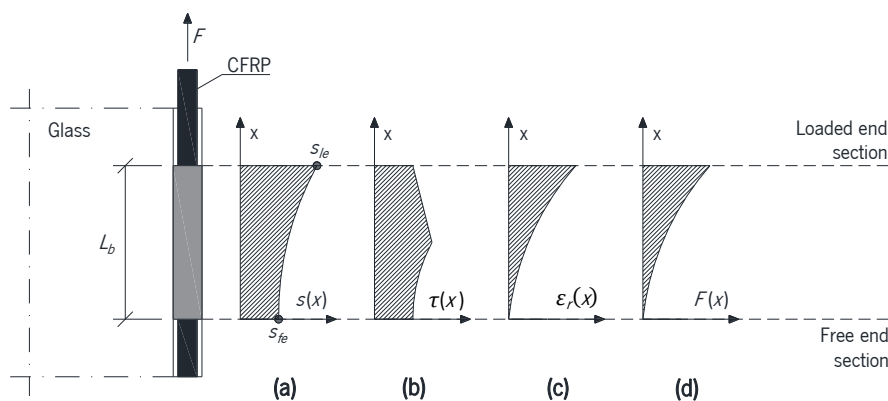 F
CFRP
Glass
x
x
x
x
Loaded end
section
s_le
L_b
s(x)
τ(x)
ε_r(x)
F(x)
s_fe
Free end
section
(a)
(b)
(c)
(d)